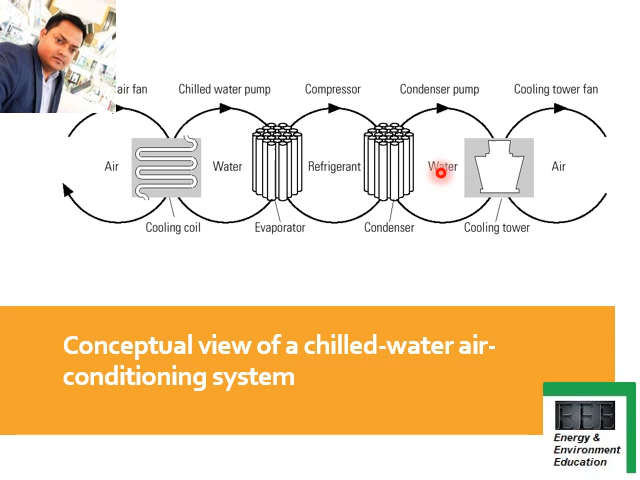 air fan
Chilled water pump
Compressor
Condenser pump
Cooling tower fan
Air
Water
Refrigerant
Water
Air
Cooling coil
Evaporator
Condenser
Cooling tower
Conceptual view of a chilled-water air-
conditioning system
EEE
Energy &
Environment
Education